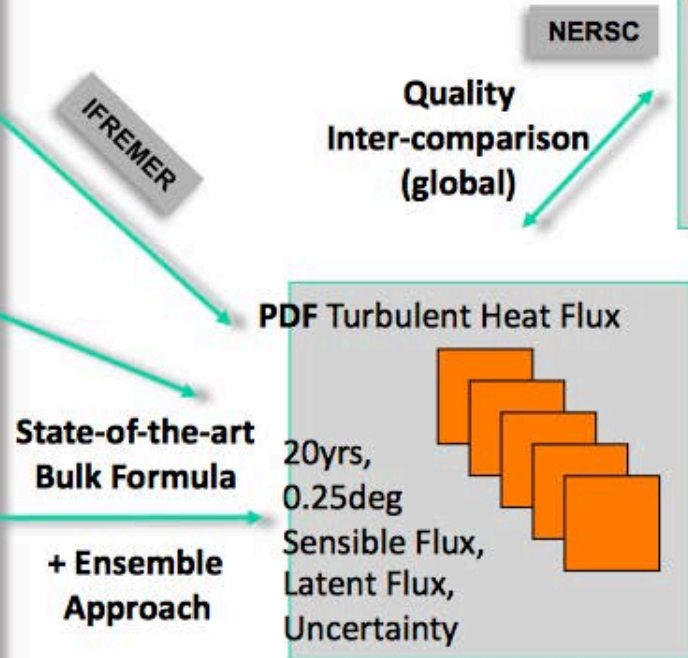 NERSC
IFREMER
Quality
Inter-comparison
(global)
PDF Turbulent Heat Flux
State-of-the-art
Bulk Formula
+ Ensemble
Approach
20yrs,
0.25deg
Sensible Flux,
Latent Flux,
Uncertainty